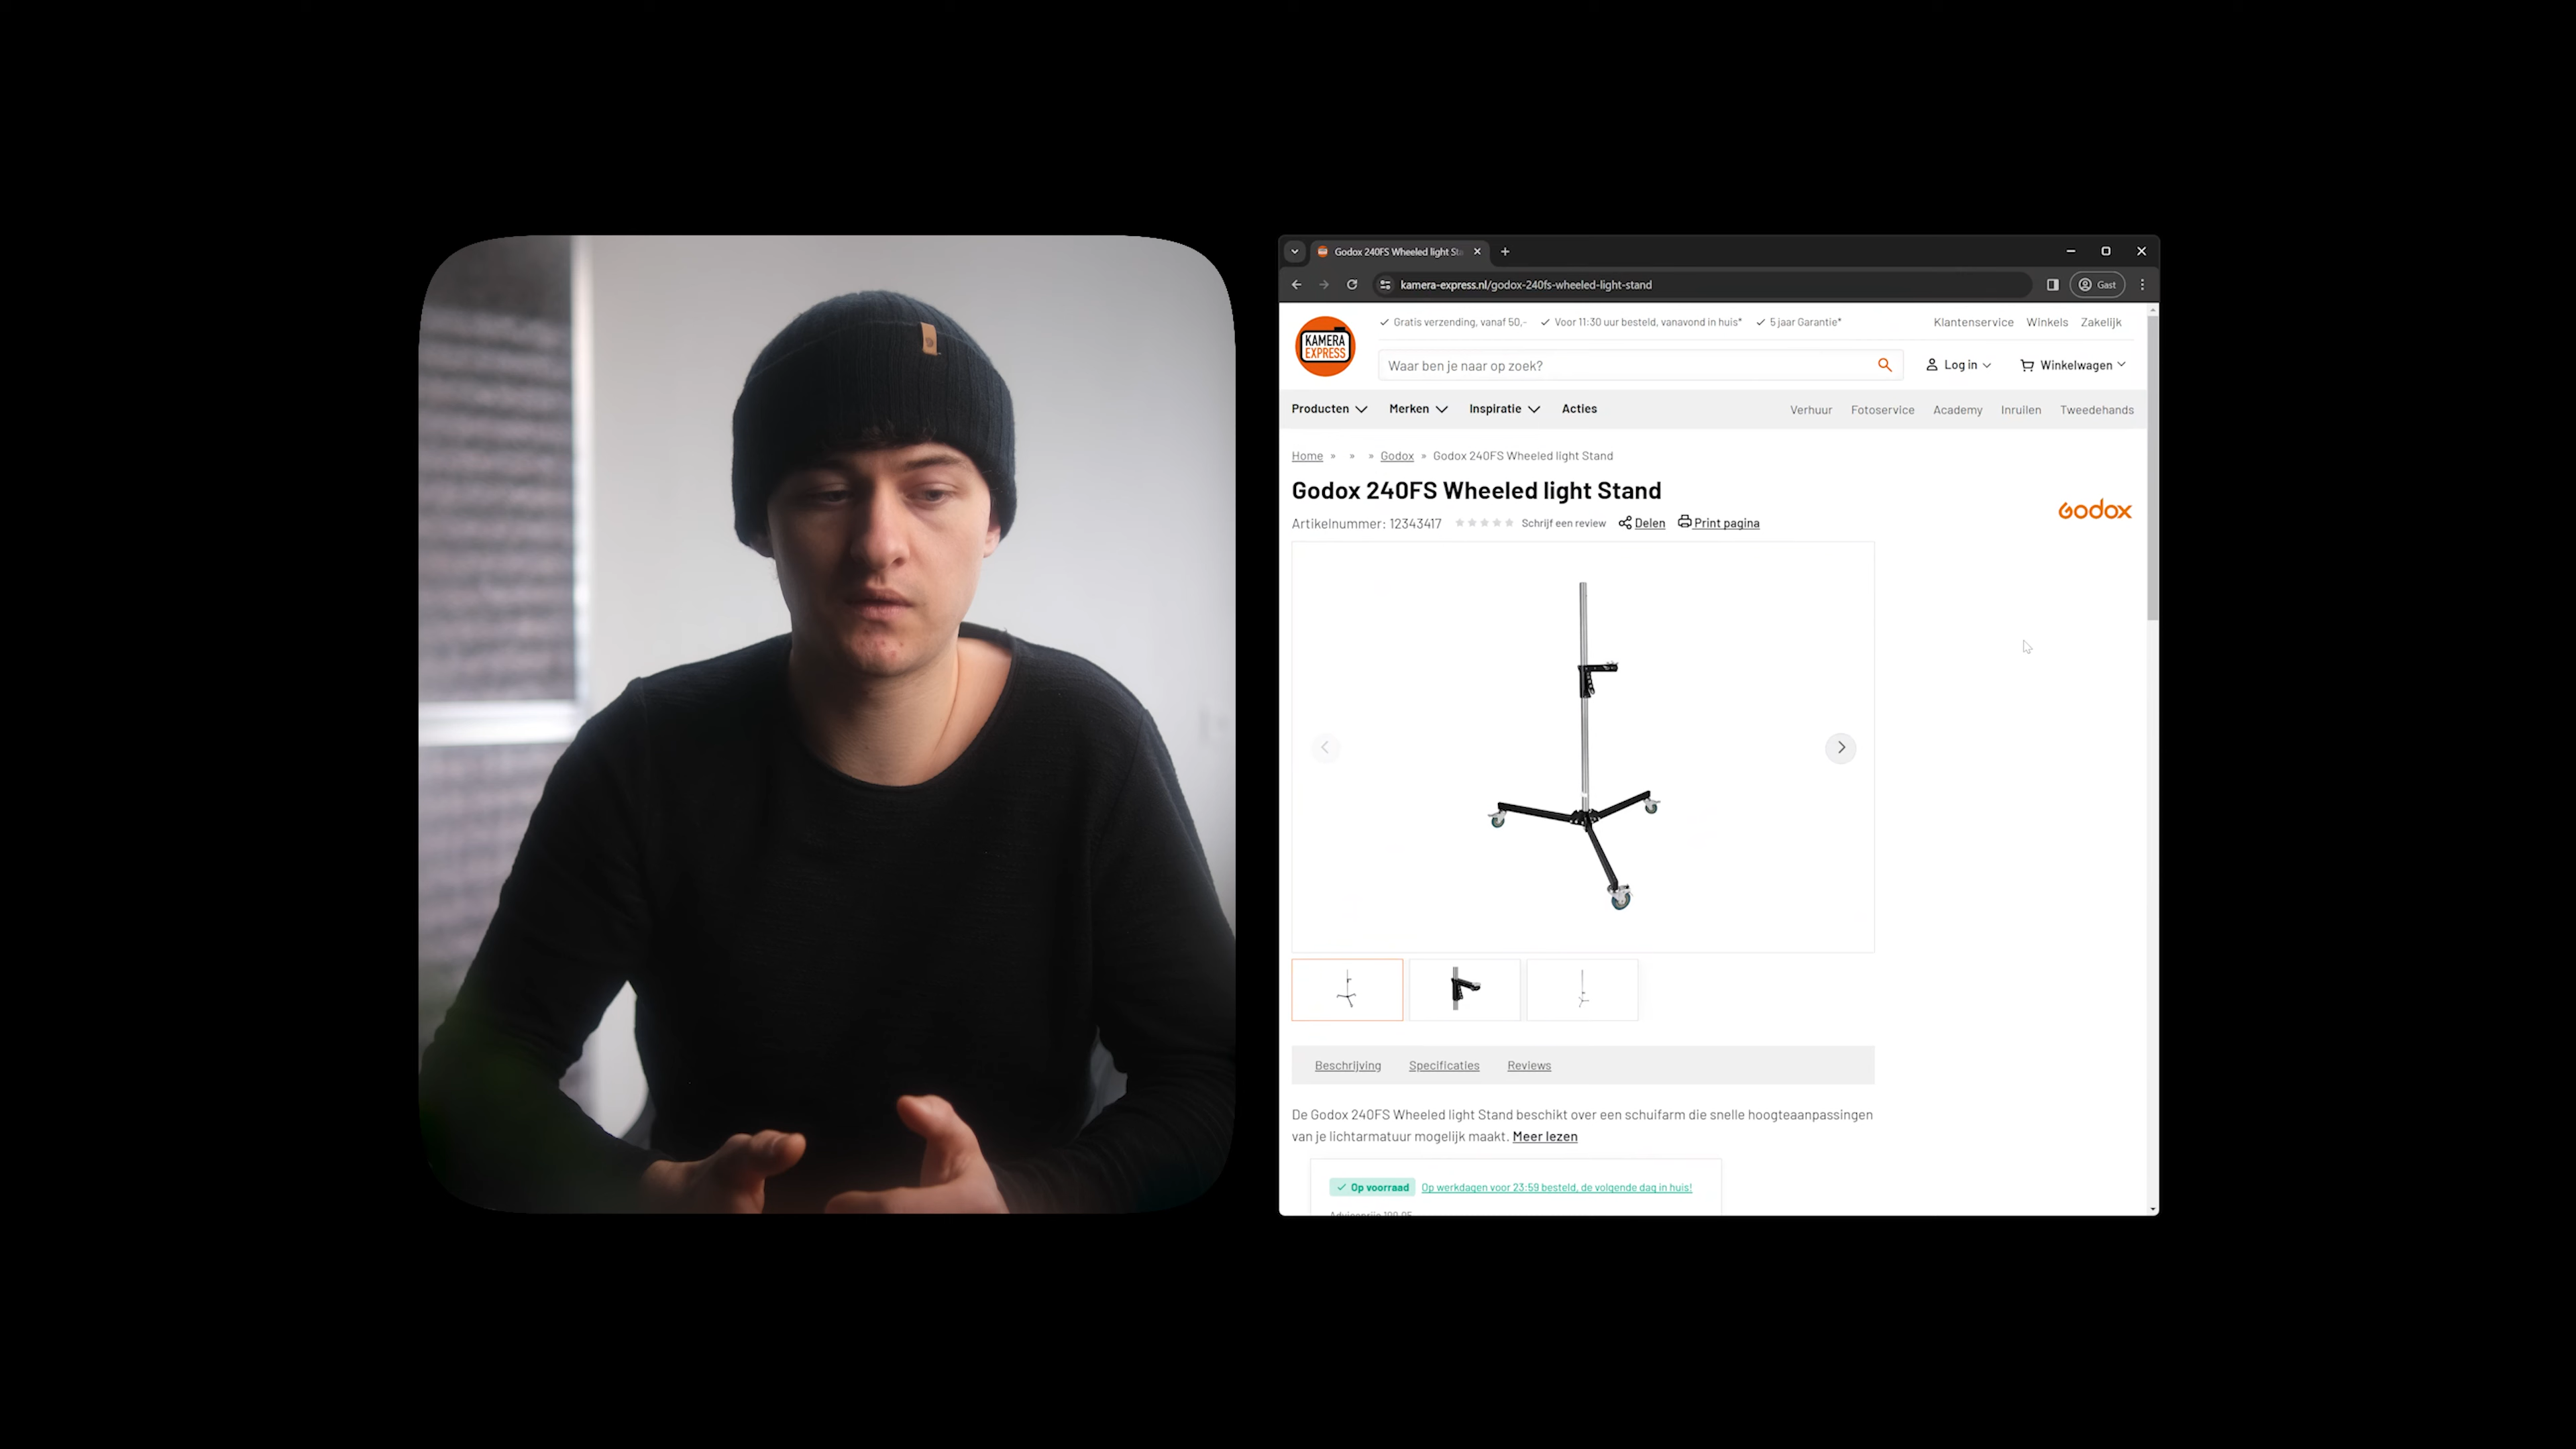 Godox 240FS Wheeled light Sta
kamera-express.nl/godox-240fs-wheeled-light-stand
Gast
Gratis verzending, vanaf 50,-
Voor 11:30 uur besteld, vanavond in huis*
5 jaar Garantie*
Klantenservice
Winkels
Zakelijk
KAMERA
EXPRESS
Waar ben je naar op zoek?
Log in
Winkelwagen
Producten
Merken
Inspiratie
Acties
Verhuur
Fotoservice
Academy
Inruilen
Tweedehands
Home » » » Godox » Godox 240FS Wheeled light Stand
Godox 240FS Wheeled light Stand
Godox
Artikelnummer: 12343417
Schrijf een review
Delen
Print pagina
Beschrijving
Specificaties
Reviews
De Godox 240FS Wheeled light Stand beschikt over een schuifarm die snelle hoogteaanpassingen
van je lichtarmatuur mogelijk maakt. Meer lezen
Op voorraad
Op werkdagen voor 23:59 besteld, de volgende dag in huis!